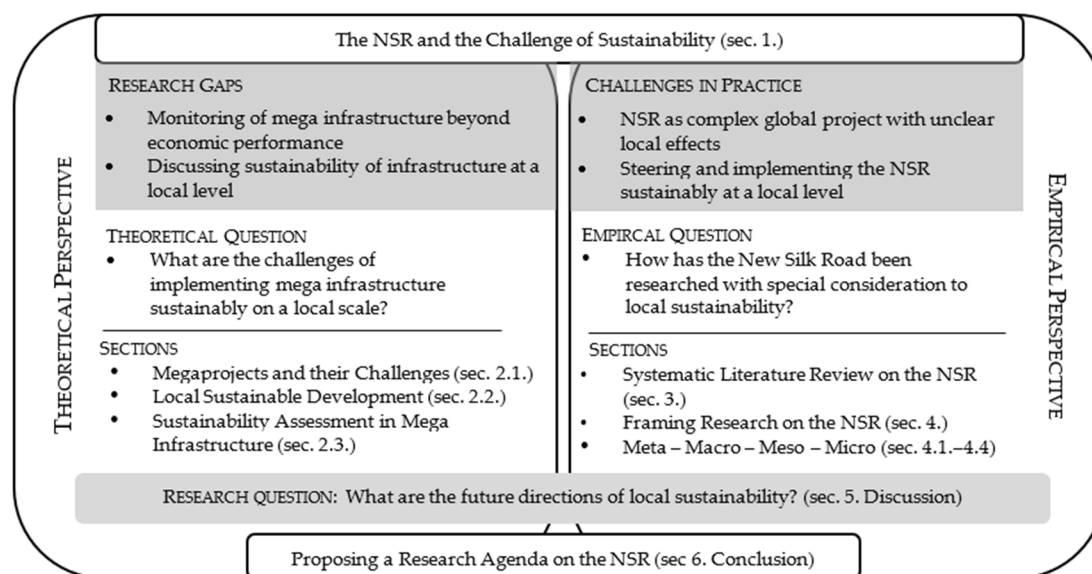 The NSR and the Challenge of Sustainability (sec. 1.)
THEORETICAL PERSPECTIVE
RESEARCH GAPS
• Monitoring of mega infrastructure beyond
economic performance
• Discussing sustainability of infrastructure at a
local level
THEORETICAL QUESTION
• What are the challenges of
implementing mega infrastructure
sustainably on a local scale?
SECTIONS
• Megaprojects and their Challenges (sec. 2.1.)
• Local Sustainable Development (sec. 2.2.)
• Sustainability Assessment in Mega
Infrastructure (sec. 2.3.)
CHALLENGES IN PRACTICE
• NSR as complex global project with unclear
local effects
• Steering and implementing the NSR
sustainably at a local level
EMPIRCAL QUESTION
• How has the New Silk Road been
researched with special consideration to
local sustainability?
SECTIONS
• Systematic Literature Review on the NSR
(sec. 3.)
• Framing Research on the NSR (sec. 4.)
• Meta – Macro – Meso – Micro (sec. 4.1.–4.4)
EMPIRICAL PERSPECTIVE
RESEARCH QUESTION: What are the future directions of local sustainability? (sec. 5. Discussion)
Proposing a Research Agenda on the NSR (sec 6. Conclusion)